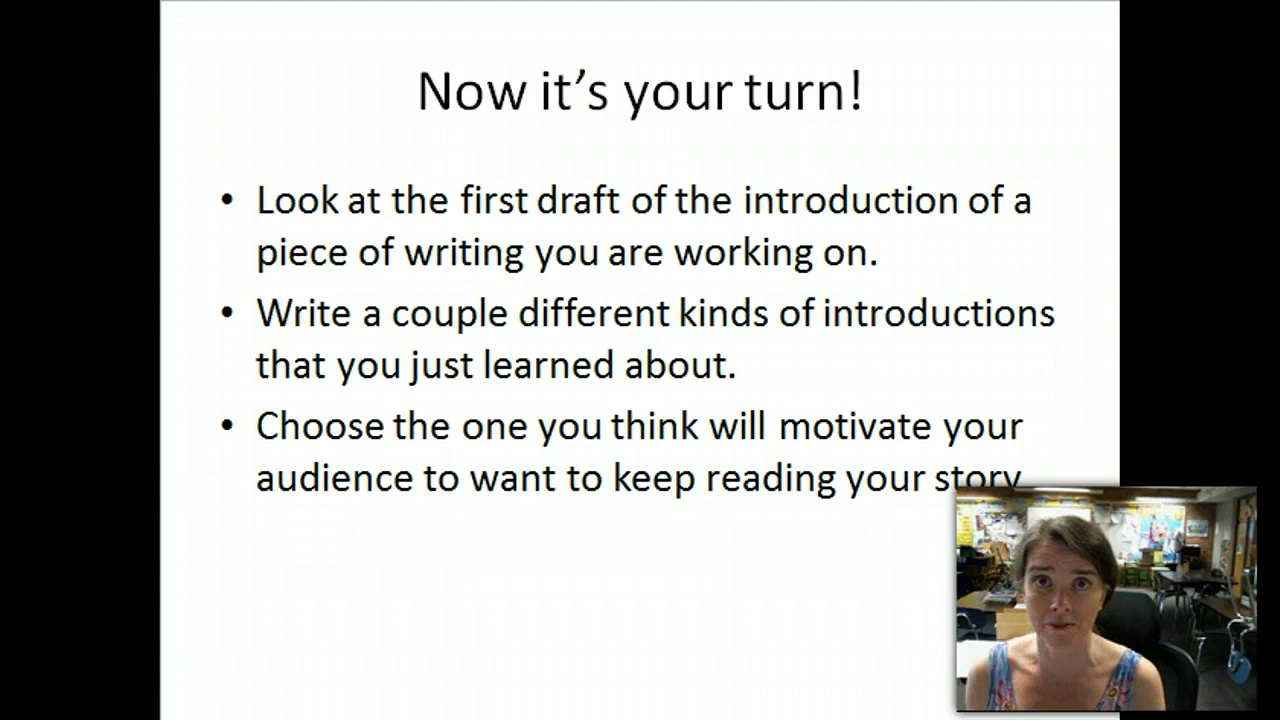 Now it’s your turn!
• Look at the first draft of the introduction of a
piece of writing you are working on.
• Write a couple different kinds of introductions
that you just learned about.
• Choose the one you think will motivate your
audience to want to keep reading your story